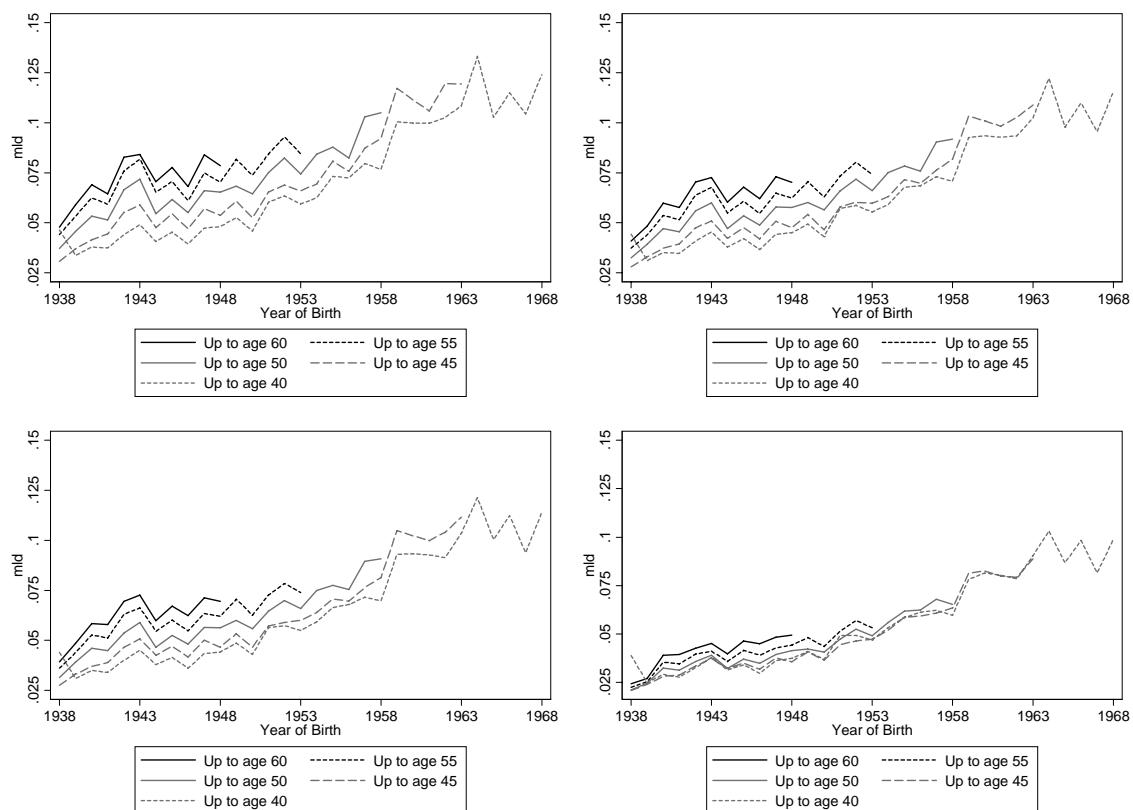 .15
.125
.1
.075
.05
.025
mld
1938 1943 1948 1953 1958 1963 1968
Year of Birth
Up to age 60 Up to age 55
Up to age 50 Up to age 45
Up to age 40
.15
.125
.1
.075
.05
.025
mld
1938 1943 1948 1953 1958 1963 1968
Year of Birth
Up to age 60 Up to age 55
Up to age 50 Up to age 45
Up to age 40
.15
.125
.1
.075
.05
.025
mld
1938 1943 1948 1953 1958 1963 1968
Year of Birth
Up to age 60 Up to age 55
Up to age 50 Up to age 45
Up to age 40
.15
.125
.1
.075
.05
.025
mld
1938 1943 1948 1953 1958 1963 1968
Year of Birth
Up to age 60 Up to age 55
Up to age 50 Up to age 45
Up to age 40